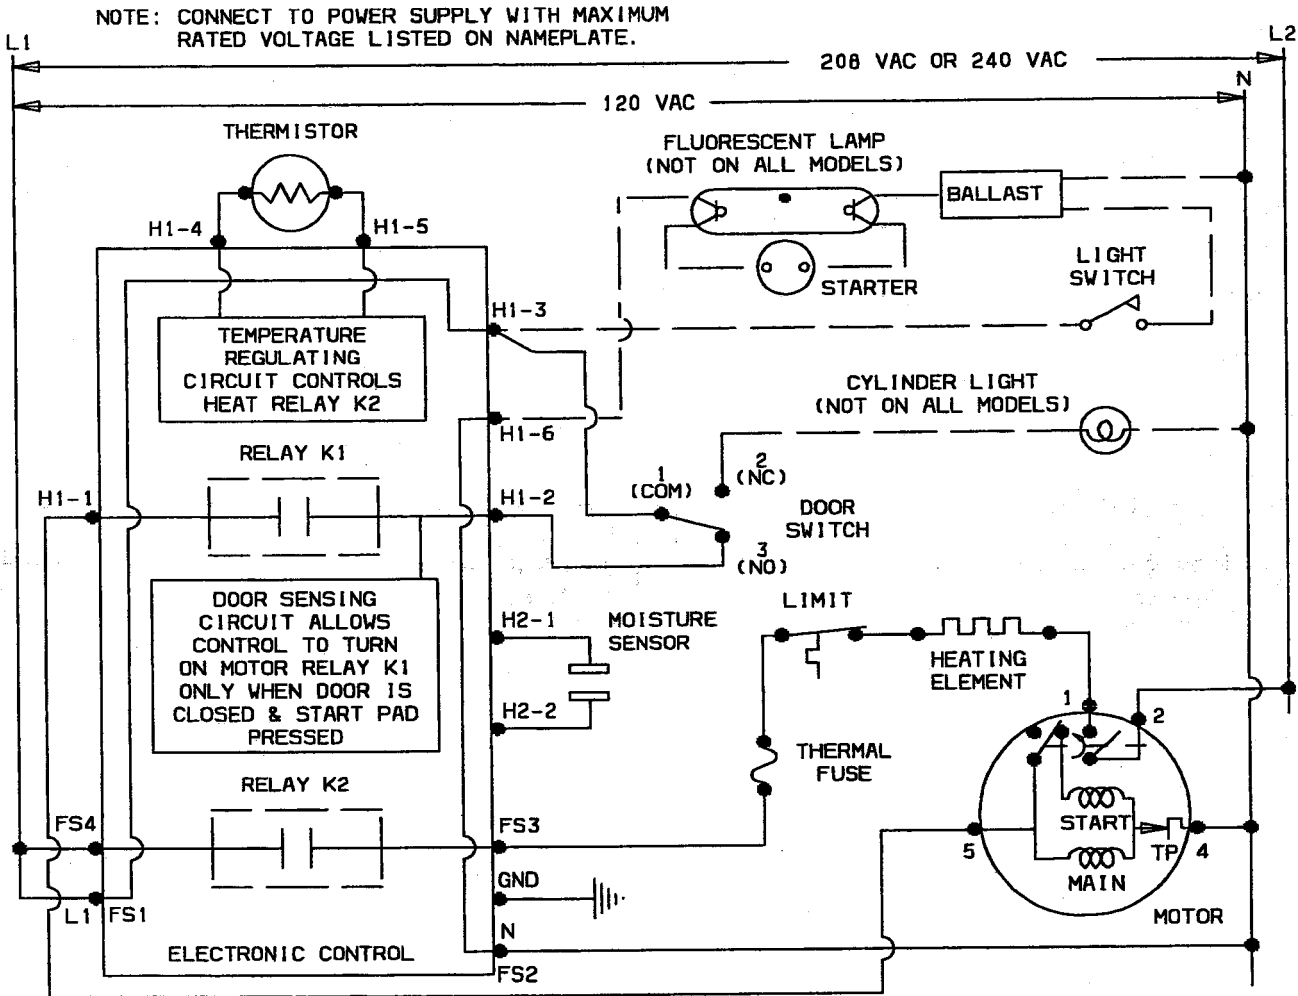 NOTE: CONNECT TO POWER SUPPLY WITH MAXIMUM
RATED VOLTAGE LISTED ON NAMEPLATE.
L1
L2
208 VAC OR 240 VAC
N
120 VAC
THERMISTOR
FLUORESCENT LAMP
(NOT ON ALL MODELS)
BALLAST
H1-4
H1-5
LIGHT
SWITCH
STARTER
H1-3
TEMPERATURE
REGULATING
CIRCUIT CONTROLS
HEAT RELAY K2
CYLINDER LIGHT
(NOT ON ALL MODELS)
H1-6
RELAY K1
2
(NC)
1
(COM)
H1-1
H1-2
DOOR
SWITCH
3
(NO)
DOOR SENSING
CIRCUIT ALLOWS
CONTROL TO TURN
ON MOTOR RELAY K1
ONLY WHEN DOOR IS
CLOSED & START PAD
PRESSED
LIMIT
H2-1
MOISTURE
SENSOR
HEATING
ELEMENT
1
2
H2-2
THERMAL
FUSE
RELAY K2
FS4
FS3
START
5
TP
4
MAIN
GND
L1
FS1
MOTOR
N
ELECTRONIC CONTROL
FS2